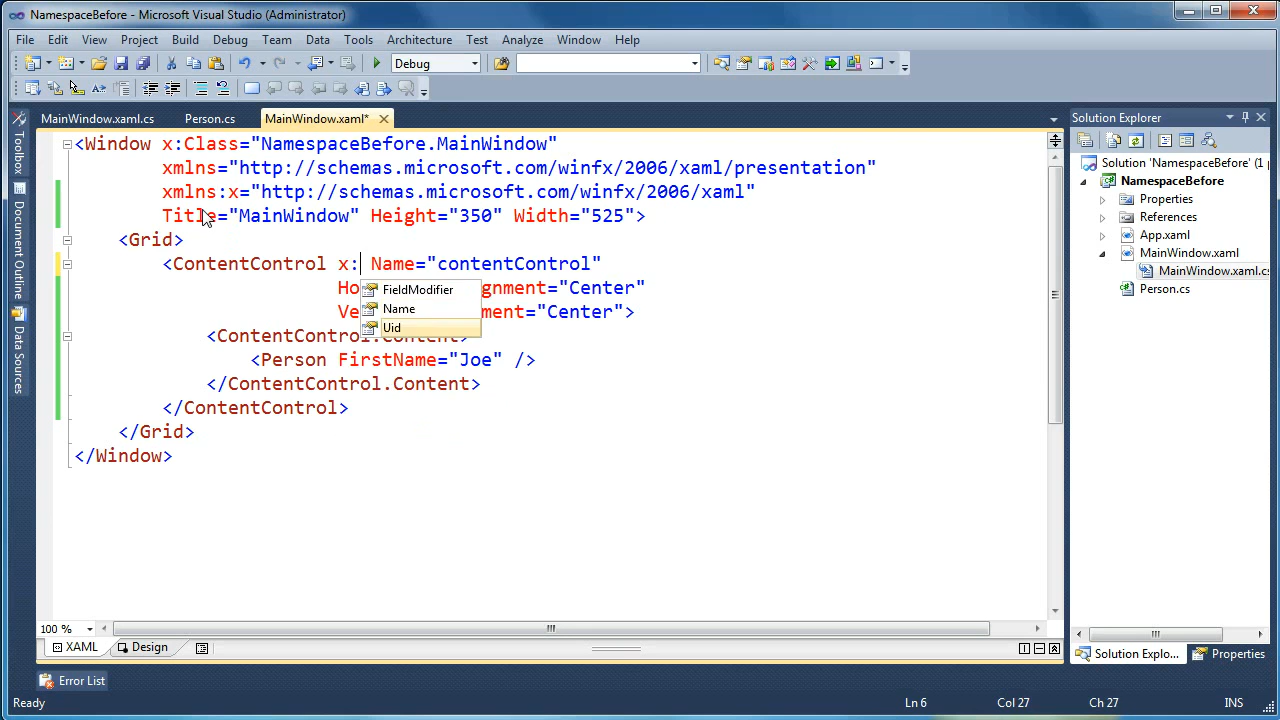 NamespaceBefore - Microsoft Visual Studio (Administrator)
File Edit View Project Build Debug Team Data Tools Architecture Test Analyze Window Help
Debug
MainWindow.xaml.cs Person.cs MainWindow.xaml*
Toolbox
Document Outline
Data Sources
<Window x:Class="NamespaceBefore.MainWindow"
xmlns="http://schemas.microsoft.com/winfx/2006/xaml/presentation"
xmlns:x="http://schemas.microsoft.com/winfx/2006/xaml"
Title="MainWindow" Height="350" Width="525">
<Grid>
<ContentControl x: Name="contentControl"
Ho gnment="Center"
Ve ment="Center">
FieldModifier
Name
Uid
<ContentControl.Content>
<Person FirstName="Joe" />
</ContentControl.Content>
</ContentControl>
</Grid>
</Window>
100 %
XAML Design
Error List
Ready Ln 6 Col 27 Ch 27 INS
Solution Explorer
Solution 'NamespaceBefore' (1 p
NamespaceBefore
Properties
References
App.xaml
MainWindow.xaml
MainWindow.xaml.cs
Person.cs
Solution Explo... Properties